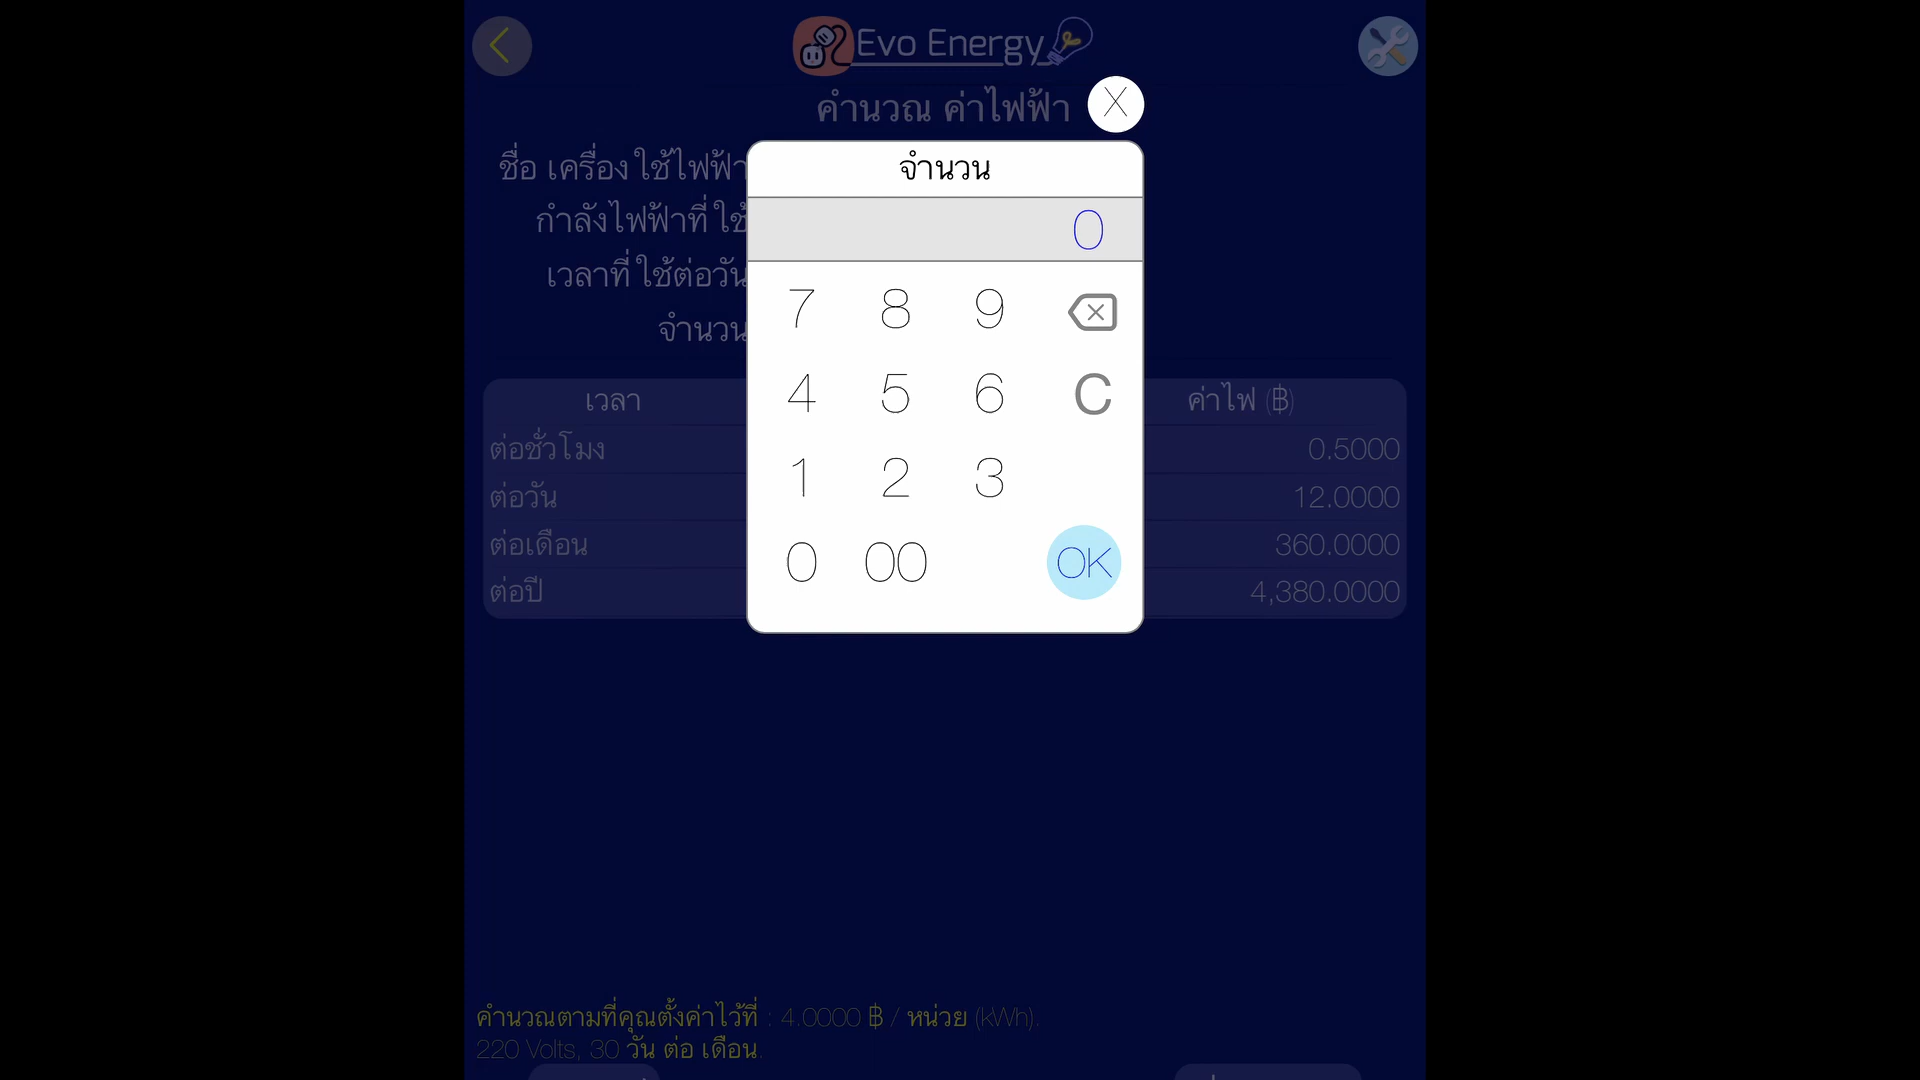 Evo Energy
คำนวณ ค่าไฟฟ้า
X
ชื่อ เครื่อง ใช้ไฟฟ้า
กำลังไฟฟ้าที่ ใช้
เวลาที่ ใช้ต่อวัน
จำนวน
จำนวน
0
7 8 9
4 5 6 C
1 2 3
0 00 OK
เวลา ค่าไฟ (฿)
ต่อชั่วโมง 0.5000
ต่อวัน 12.0000
ต่อเดือน 360.0000
ต่อปี 4,380.0000
คำนวณตามที่คุณตั้งค่าไว้ที่ : 4.0000 ฿ / หน่วย (kWh).
220 Volts, 30 วัน ต่อ เดือน.